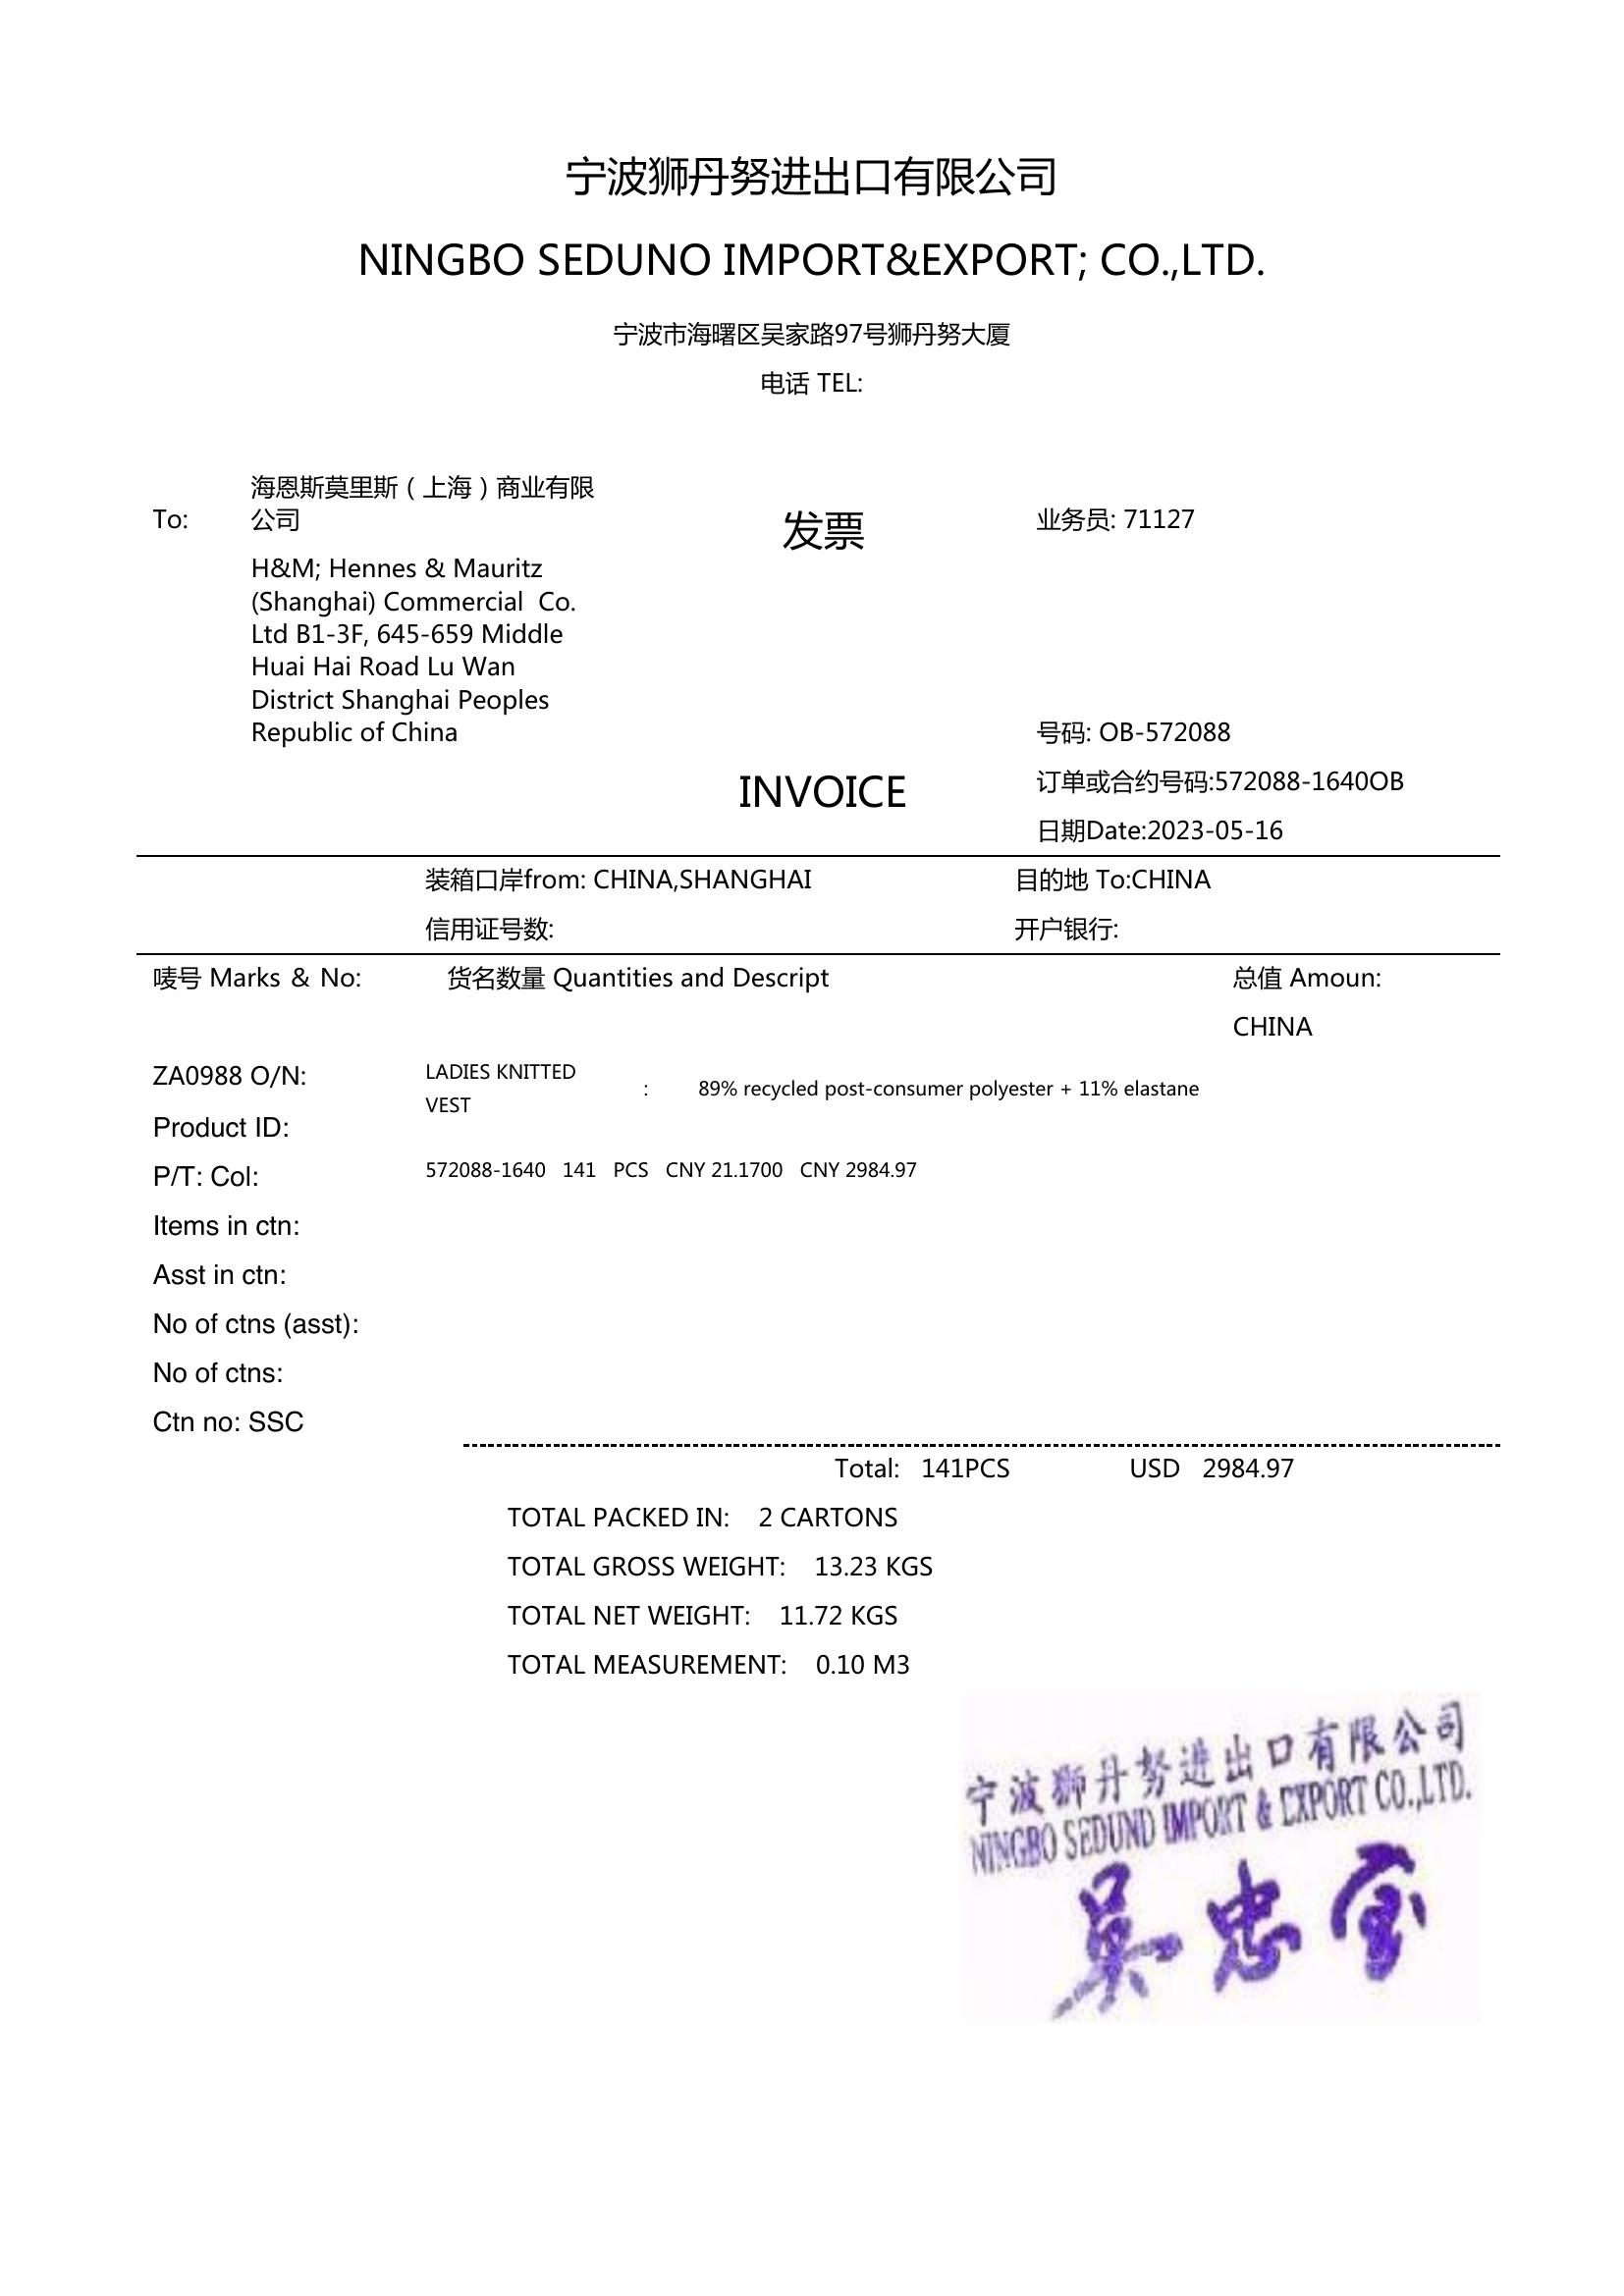 宁波狮丹努进出口有限公司
NINGBO SEDUNO IMPORT&EXPORT; CO.,LTD.
宁波市海曙区吴家路97号狮丹努大厦
电话 TEL:
海恩斯莫里斯（上海）商业有限
To: 公司
发票
业务员: 71127
H&M; Hennes & Mauritz
(Shanghai) Commercial Co.
Ltd B1-3F, 645-659 Middle
Huai Hai Road Lu Wan
District Shanghai Peoples
Republic of China
号码: OB-572088
INVOICE
订单或合约号码:572088-1640OB
日期Date:2023-05-16
装箱口岸from: CHINA,SHANGHAI 目的地 To:CHINA
信用证号数: 开户银行:
唛号 Marks & No: 货名数量 Quantities and Descript 总值 Amoun:
CHINA
ZA0988 O/N:
LADIES KNITTED
VEST
: 89% recycled post-consumer polyester + 11% elastane
Product ID:
P/T: Col: 572088-1640 141 PCS CNY 21.1700 CNY 2984.97
Items in ctn:
Asst in ctn:
No of ctns (asst):
No of ctns:
Ctn no: SSC
Total: 141PCS USD 2984.97
TOTAL PACKED IN: 2 CARTONS
TOTAL GROSS WEIGHT: 13.23 KGS
TOTAL NET WEIGHT: 11.72 KGS
TOTAL MEASUREMENT: 0.10 M3
宁波狮丹努进出口有限公司
NINGBO SEDUNO IMPORT & EXPORT CO.,LTD.
吴忠宝